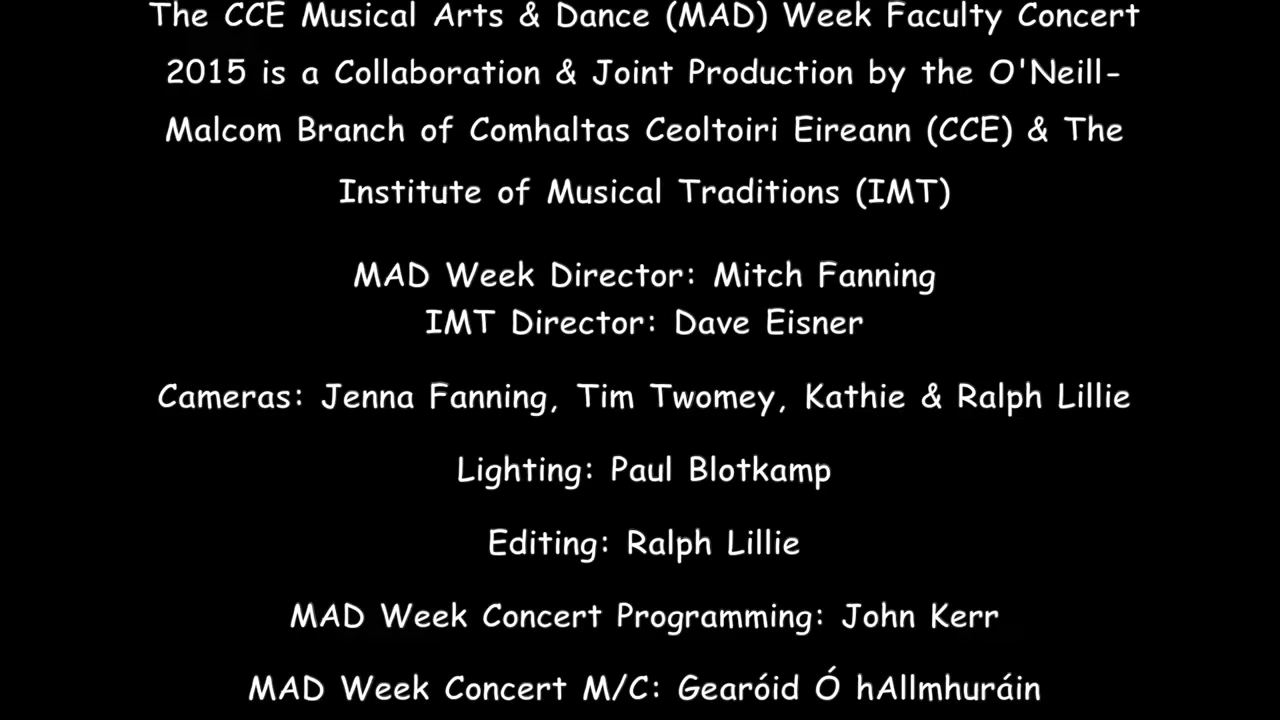 The CCE Musical Arts & Dance (MAD) Week Faculty Concert
2015 is a Collaboration & Joint Production by the O'Neill-
Malcom Branch of Comhaltas Ceoltoiri Eireann (CCE) & The
Institute of Musical Traditions (IMT)
MAD Week Director: Mitch Fanning
IMT Director: Dave Eisner
Cameras: Jenna Fanning, Tim Twomey, Kathie & Ralph Lillie
Lighting: Paul Blotkamp
Editing: Ralph Lillie
MAD Week Concert Programming: John Kerr
MAD Week Concert M/C: Gearóid Ó hAllmhuráin